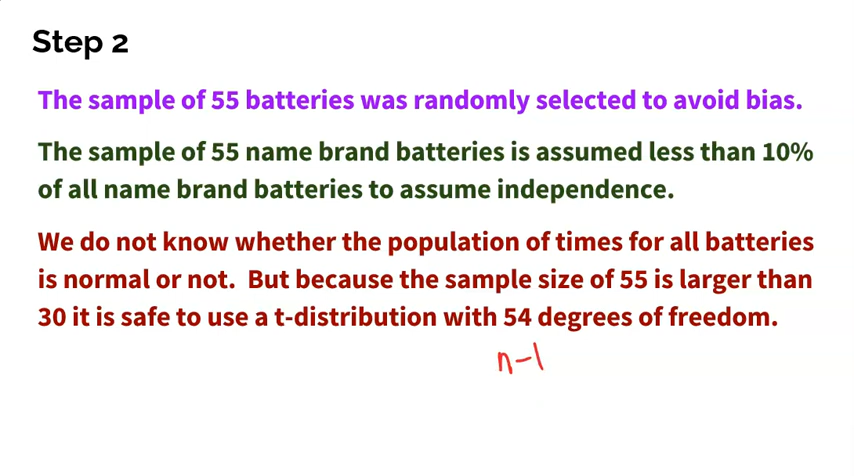 Step 2
The sample of 55 batteries was randomly selected to avoid bias.
The sample of 55 name brand batteries is assumed less than 10%
of all name brand batteries to assume independence.
We do not know whether the population of times for all batteries
is normal or not.  But because the sample size of 55 is larger than
30 it is safe to use a t-distribution with 54 degrees of freedom.
n-1